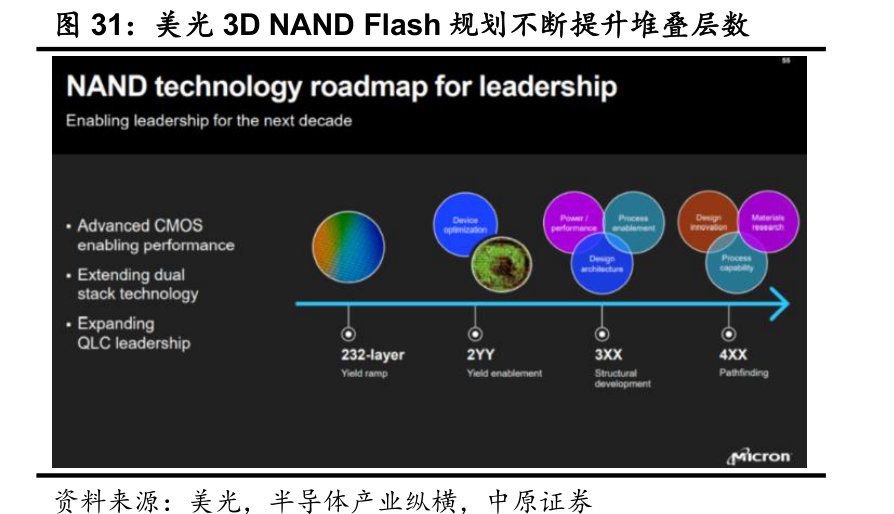 图 31：美光 3D NAND Flash 规划不断提升堆叠层数
55
NAND technology roadmap for leadership
Enabling leadership for the next decade
▪ Advanced CMOS
enabling performance
▪ Extending dual
stack technology
▪ Expanding
QLC leadership
Device
optimization
Power /
performance
Process
enablement
Design
architecture
Design
innovation
Materials
research
Process
capability
232-layer
Yield ramp
2YY
Yield enablement
3XX
Structural
development
4XX
Pathfinding
Micron
资料来源：美光，半导体产业纵横，中原证券